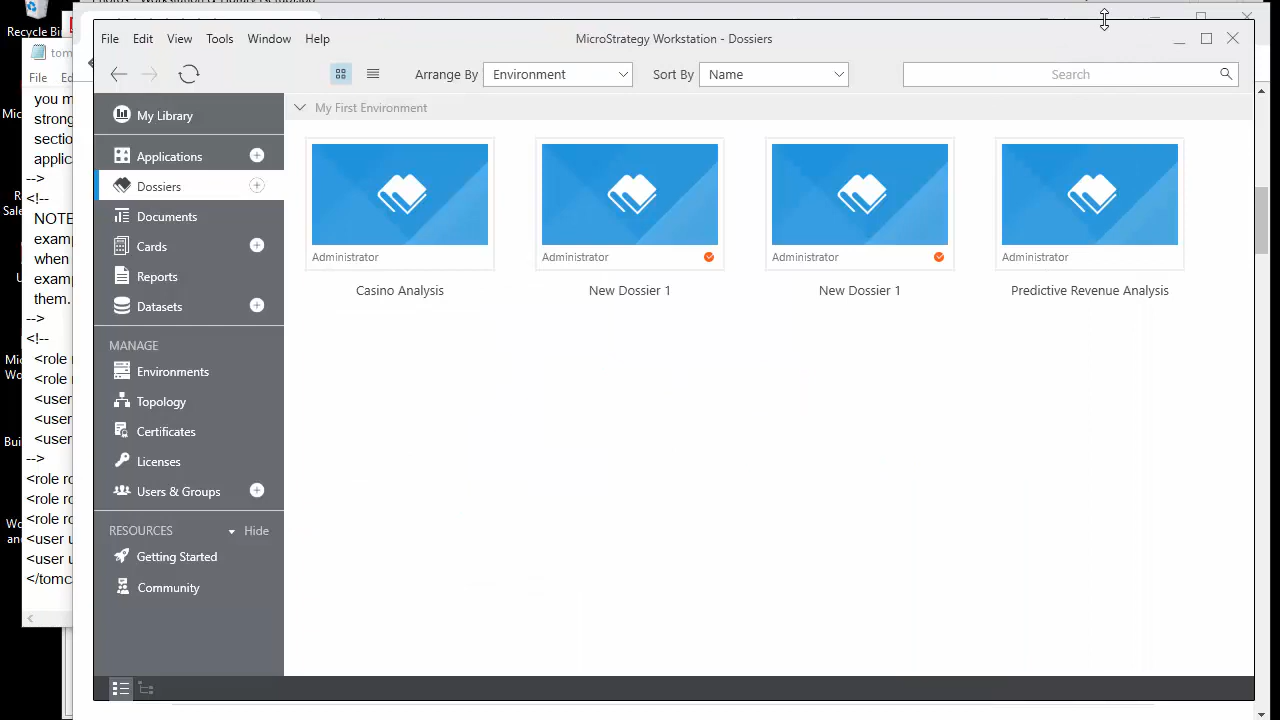 Recycle Bi
tom
File Ed
you m
strong
sectio
applic
-->
<!--
NOTE
examp
when
examp
them.
-->
<!--
<role r
<role r
<user
<user
<user
-->
<role ro
<role ro
<role ro
<user u
<user u
</tomc
File Edit View Tools Window Help
MicroStrategy Workstation - Dossiers
Arrange By Environment Sort By Name Search
My Library
Applications
Dossiers
Documents
Cards
Reports
Datasets
MANAGE
Environments
Topology
Certificates
Licenses
Users & Groups
RESOURCES Hide
Getting Started
Community
My First Environment
Administrator Administrator Administrator Administrator
Casino Analysis New Dossier 1 New Dossier 1 Predictive Revenue Analysis